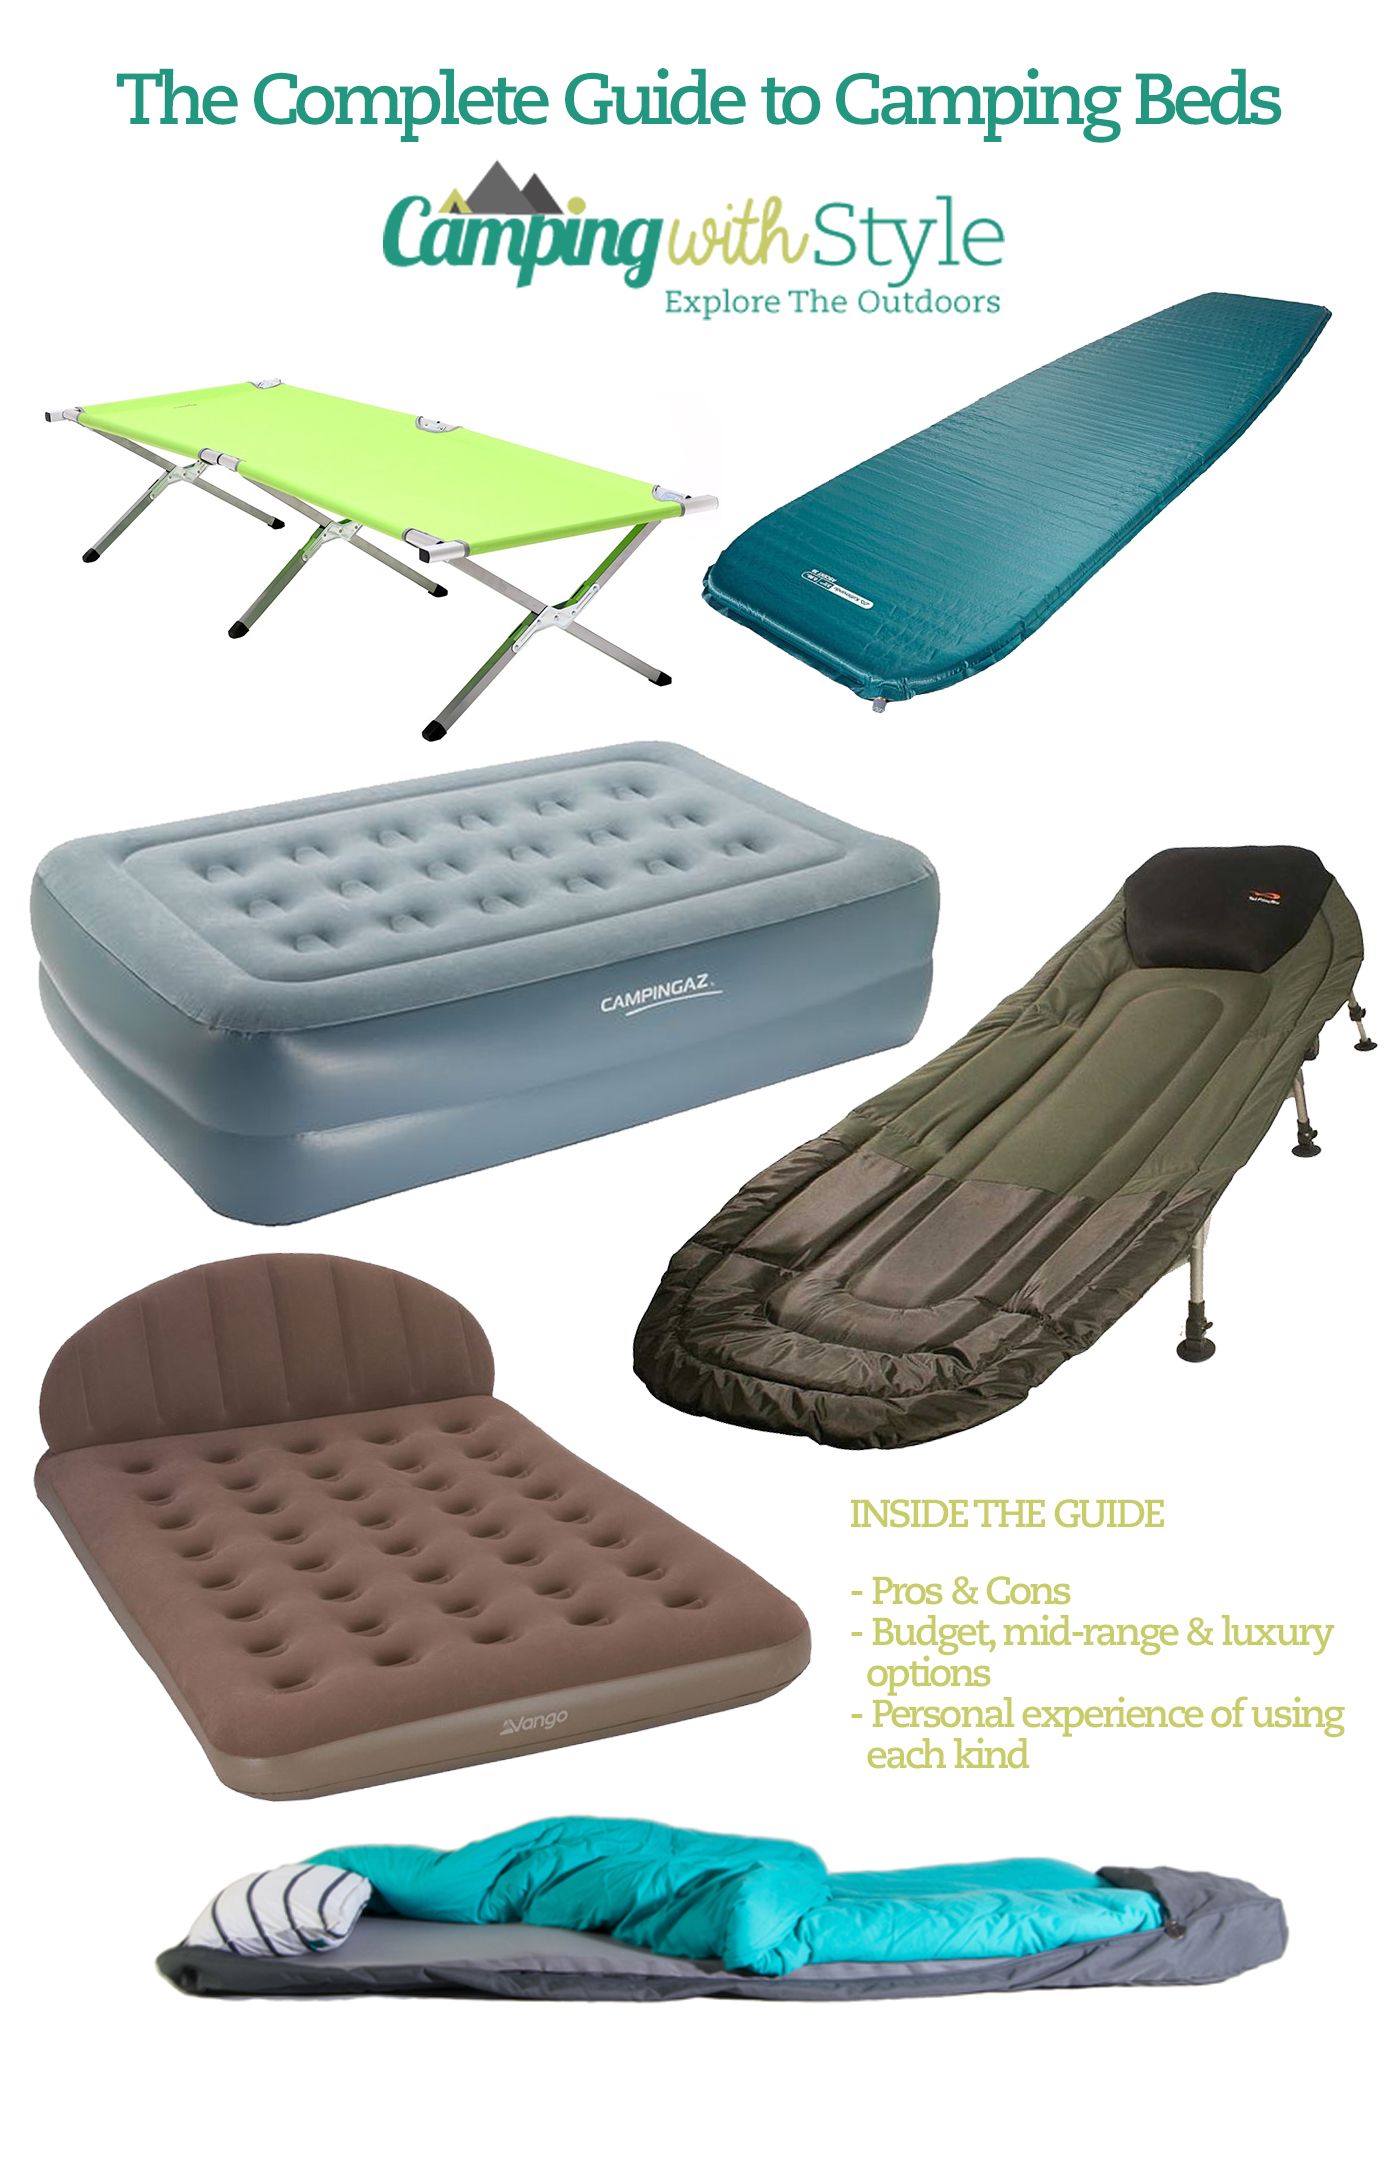 The Complete Guide to Camping Beds
Camping with Style
Explore The Outdoors
CAMPINGAZ
Vango
INSIDE THE GUIDE
- Pros & Cons
- Budget, mid-range & luxury
options
- Personal experience of using
each kind